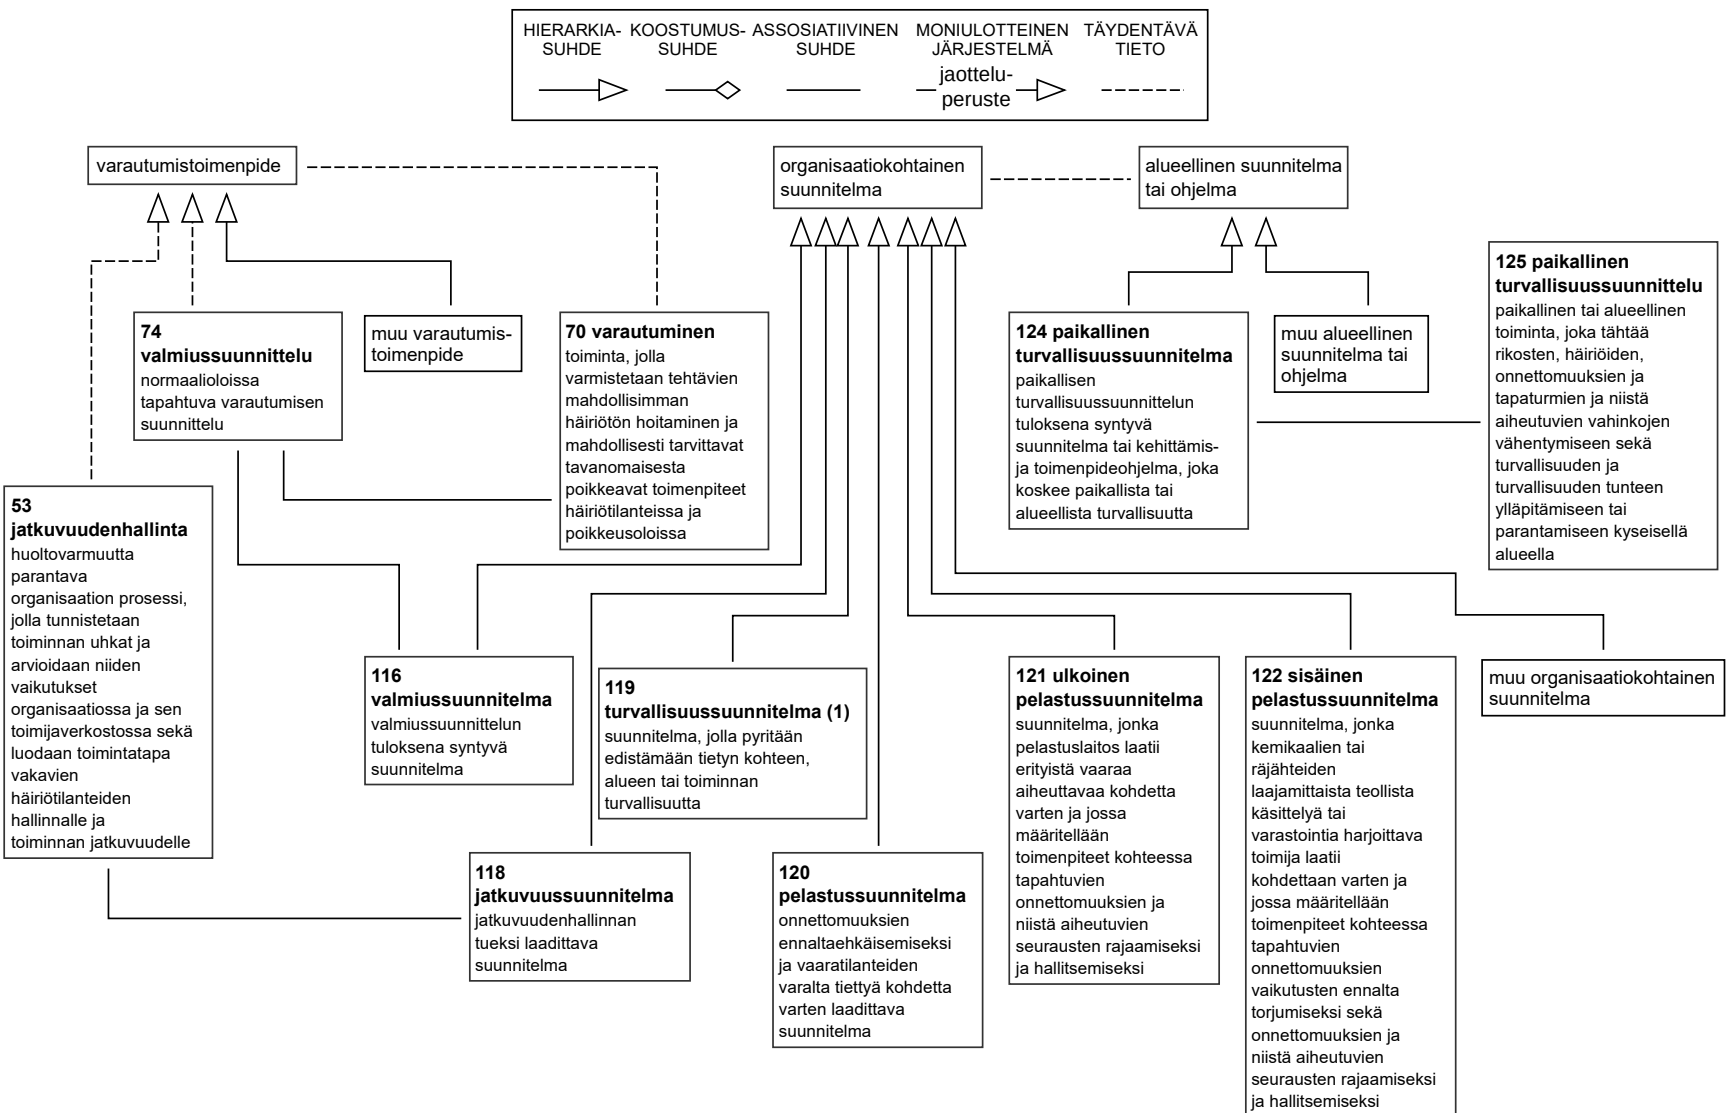 HIERARKIA-
SUHDE
KOOSTUMUS-
SUHDE
ASSOSIATIIVINEN
SUHDE
MONIULOTTEINEN
JÄRJESTELMÄ
jaottelu-
peruste
TÄYDENTÄVÄ
TIETO
varautumistoimenpide
organisaatiokohtainen
suunnitelma
alueellinen suunnitelma
tai ohjelma
74
valmiussuunnittelu
normaalioloissa
tapahtuva varautumisen
suunnittelu
muu varautumis-
toimenpide
70 varautuminen
toiminta, jolla
varmistetaan tehtävien
mahdollisimman
häiriötön hoitaminen ja
mahdollisesti tarvittavat
tavanomaisesta
poikkeavat toimenpiteet
häiriötilanteissa ja
poikkeusoloissa
124 paikallinen
turvallisuussuunnitelma
paikallisen
turvallisuussuunnittelun
tuloksena syntyvä
suunnitelma tai kehittämis-
ja toimenpideohjelma, joka
koskee paikallista tai
alueellista turvallisuutta
muu alueellinen
suunnitelma tai
ohjelma
125 paikallinen
turvallisuussuunnittelu
paikallinen tai alueellinen
toiminta, joka tähtää
rikosten, häiriöiden,
onnettomuuksien ja
tapaturmien ja niistä
aiheutuvien vahinkojen
vähentymiseen sekä
turvallisuuden ja
turvallisuuden tunteen
ylläpitämiseen tai
parantamiseen kyseisellä
alueella
53
jatkuvuudenhallinta
huoltovarmuutta
parantava
organisaation prosessi,
jolla tunnistetaan
toiminnan uhkat ja
arvioidaan niiden
vaikutukset
organisaatiossa ja sen
toimijaverkostossa sekä
luodaan toimintatapa
vakavien
häiriötilanteiden
hallinnalle ja
toiminnan jatkuvuudelle
116
valmiussuunnitelma
valmiussuunnittelun
tuloksena syntyvä
suunnitelma
119
turvallisuussuunnitelma (1)
suunnitelma, jolla pyritään
edistämään tietyn kohteen,
alueen tai toiminnan
turvallisuutta
121 ulkoinen
pelastussuunnitelma
suunnitelma, jonka
pelastuslaitos laatii
erityistä vaaraa
aiheuttavaa kohdetta
varten ja jossa
määritellään
toimenpiteet kohteessa
tapahtuvien
onnettomuuksien ja
niistä aiheutuvien
seurausten rajaamiseksi
ja hallitsemiseksi
122 sisäinen
pelastussuunnitelma
suunnitelma, jonka
kemikaalien tai
räjähteiden
laajamittaista teollista
käsittelyä tai
varastointia harjoittava
toimija laatii
kohdettaan varten ja
jossa määritellään
toimenpiteet kohteessa
tapahtuvien
onnettomuuksien
vaikutusten ennalta
torjumiseksi sekä
onnettomuuksien ja
niistä aiheutuvien
seurausten rajaamiseksi
ja hallitsemiseksi
muu organisaatiokohtainen
suunnitelma
118
jatkuvuussuunnitelma
jatkuvuudenhallinnan
tueksi laadittava
suunnitelma
120
pelastussuunnitelma
onnettomuuksien
ennaltaehkäisemiseksi
ja vaaratilanteiden
varalta tiettyä kohdetta
varten laadittava
suunnitelma